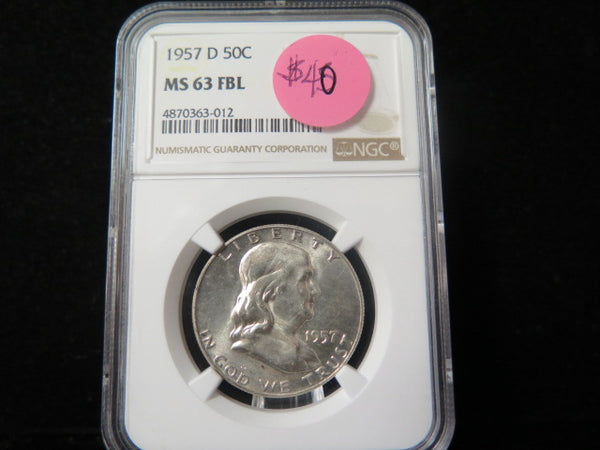 1957 D 50C
$40
MS 63 FBL
4870363-012
NUMISMATIC GUARANTY CORPORATION NGC®
LIBERTY
1957
IN GOD WE TRUST